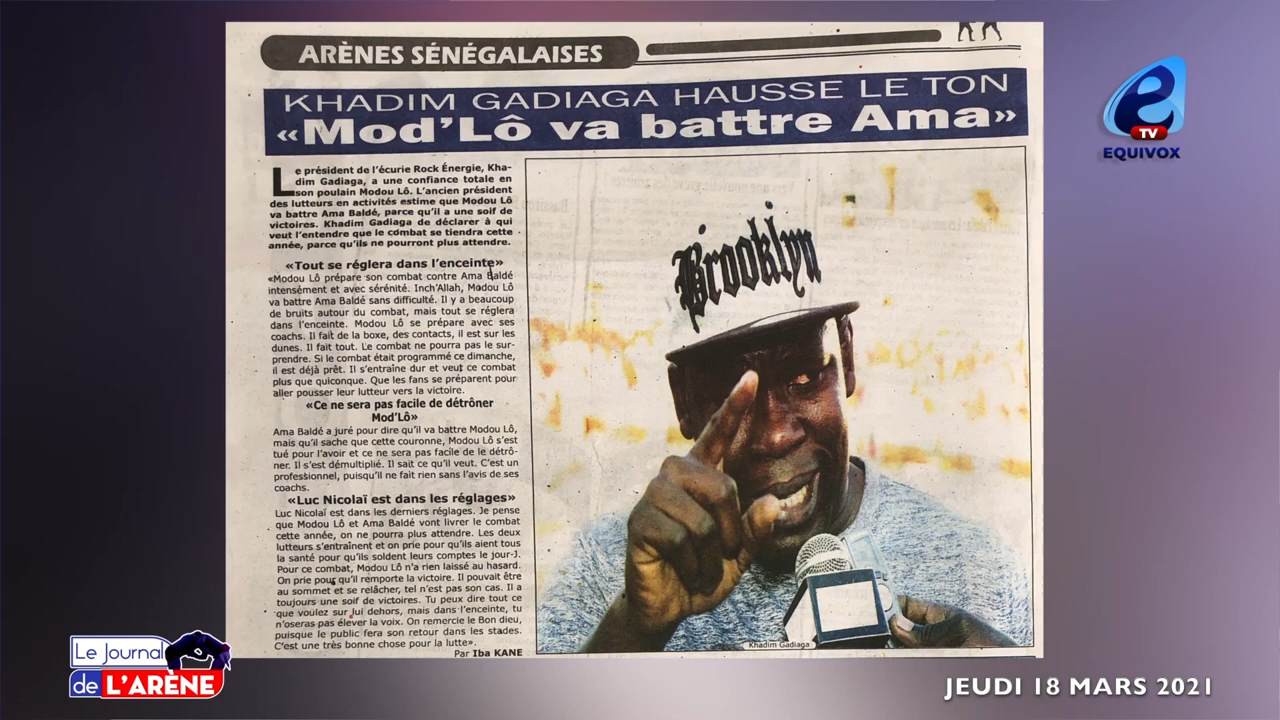 ARÈNES SÉNÉGALAISES
KHADIM GADIAGA HAUSSE LE TON
«Mod'Lô va battre Ama»
Le président de l'écurie Rock Énergie, Kha-
dim Gadiaga, a une confiance totale en
son poulain Modou Lô. L'ancien président
des lutteurs en activités estime que Modou Lô
va battre Ama Baldé, parce qu'il a une soif de
victoires. Khadim Gadiaga de déclarer à qui
veut l'entendre que le combat se tiendra cette
année, parce qu'ils ne pourront plus attendre.
«Tout se réglera dans l'enceinte»
«Modou Lô prépare son combat contre Ama Baldé
intensément et avec sérénité. Inch'Allah, Modou Lô
va battre Ama Baldé sans difficulté. Il y a beaucoup
de bruits autour du combat, mais tout se réglera
dans l'enceinte. Modou Lô se prépare avec ses
coachs. Il fait de la boxe, des contacts, il est sur les
dunes. Il fait tout. Le combat ne pourra pas le sur-
prendre. Si le combat était programmé ce dimanche,
il est déjà prêt. Il s'entraîne dur et veut ce combat
plus que quiconque. Que les fans se préparent pour
aller pousser leur lutteur vers la victoire.
«Ce ne sera pas facile de détrôner
Mod'Lô»
Ama Baldé a juré pour dire qu'il va battre Modou Lô,
mais qu'il sache que cette couronne, Modou Lô s'est
tué pour l'avoir et ce ne sera pas facile de le détrô-
ner. Il s'est démultiplié. Il sait ce qu'il veut. C'est un
professionnel, puisqu'il ne fait rien sans l'avis de ses
coachs.
«Luc Nicolaï est dans les réglages»
Luc Nicolaï est dans les derniers réglages. Je pense
que Modou Lô et Ama Baldé vont livrer le combat
cette année, on ne pourra plus attendre. Les deux
lutteurs s'entraînent et on prie pour qu'ils aient tous
la santé pour qu'ils soldent leurs comptes le jour-J.
Pour ce combat, Modou Lô n'a rien laissé au hasard.
On prie pour qu'il remporte la victoire. Il pouvait être
au sommet et se relâcher, tel n'est pas son cas. Il a
toujours une soif de victoires. Tu peux dire tout ce
que voulez sur lui dehors, mais dans l'enceinte, tu
n'oseras pas élever la voix. On remercie le Bon dieu,
puisque le public fera son retour dans les stades.
C'est une très bonne chose pour la lutte».
Par Iba KANE
Brooklyn
Khadim Gadiaga
e
TV
EQUIVOX
Le Journal
de L'ARÈNE
JEUDI 18 MARS 2021